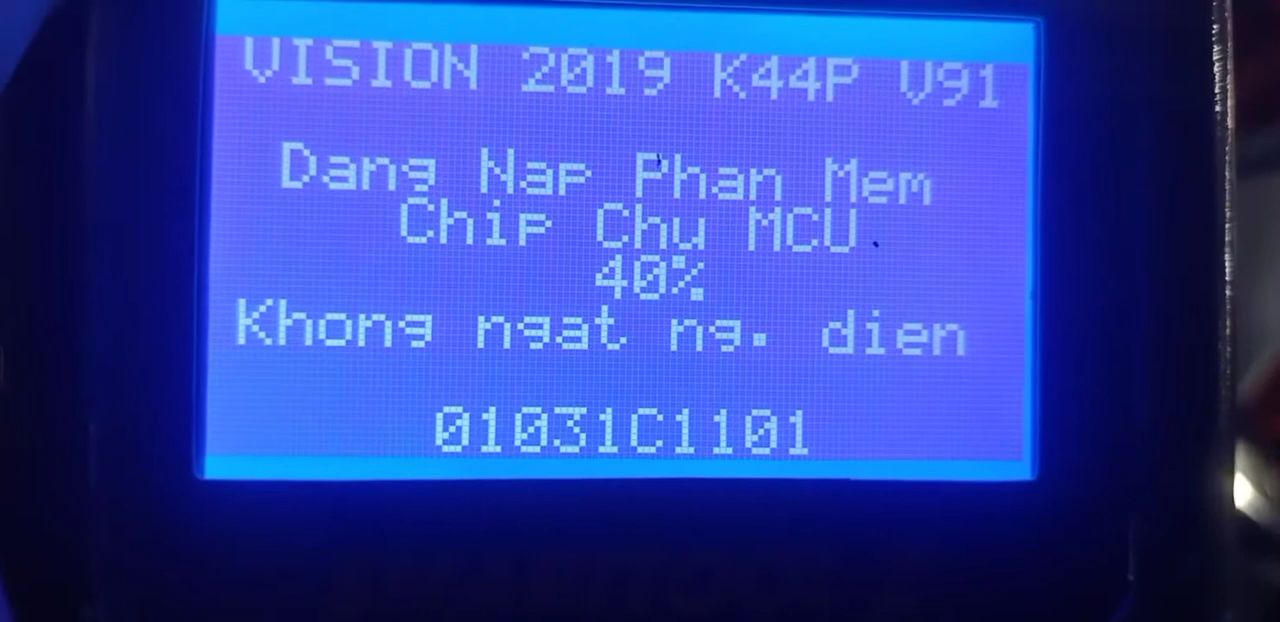 VISION 2019 K44P V91
Dang Nap Phan Mem
Chip Chu MCU
40%
Khong ngat ng. dien
01031C1101